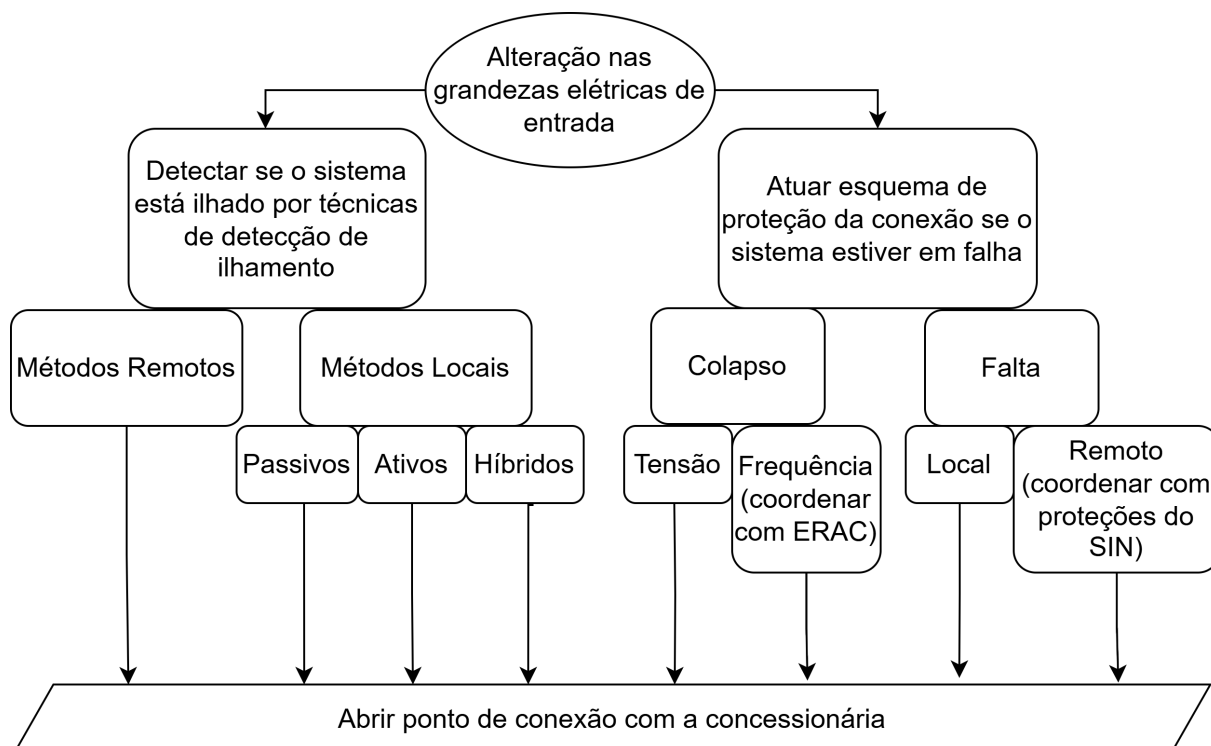 Alteração nas
grandezas elétricas de
entrada
Detectar se o sistema
está ilhado por técnicas
de detecção de
ilhamento
Atuar esquema de
proteção da conexão se o
sistema estiver em falha
Métodos Remotos
Métodos Locais
Colapso
Falta
Passivos
Ativos
Híbridos
Tensão
Frequência
(coordenar
com ERAC)
Local
Remoto
(coordenar com
proteções do
SIN)
Abrir ponto de conexão com a concessionária